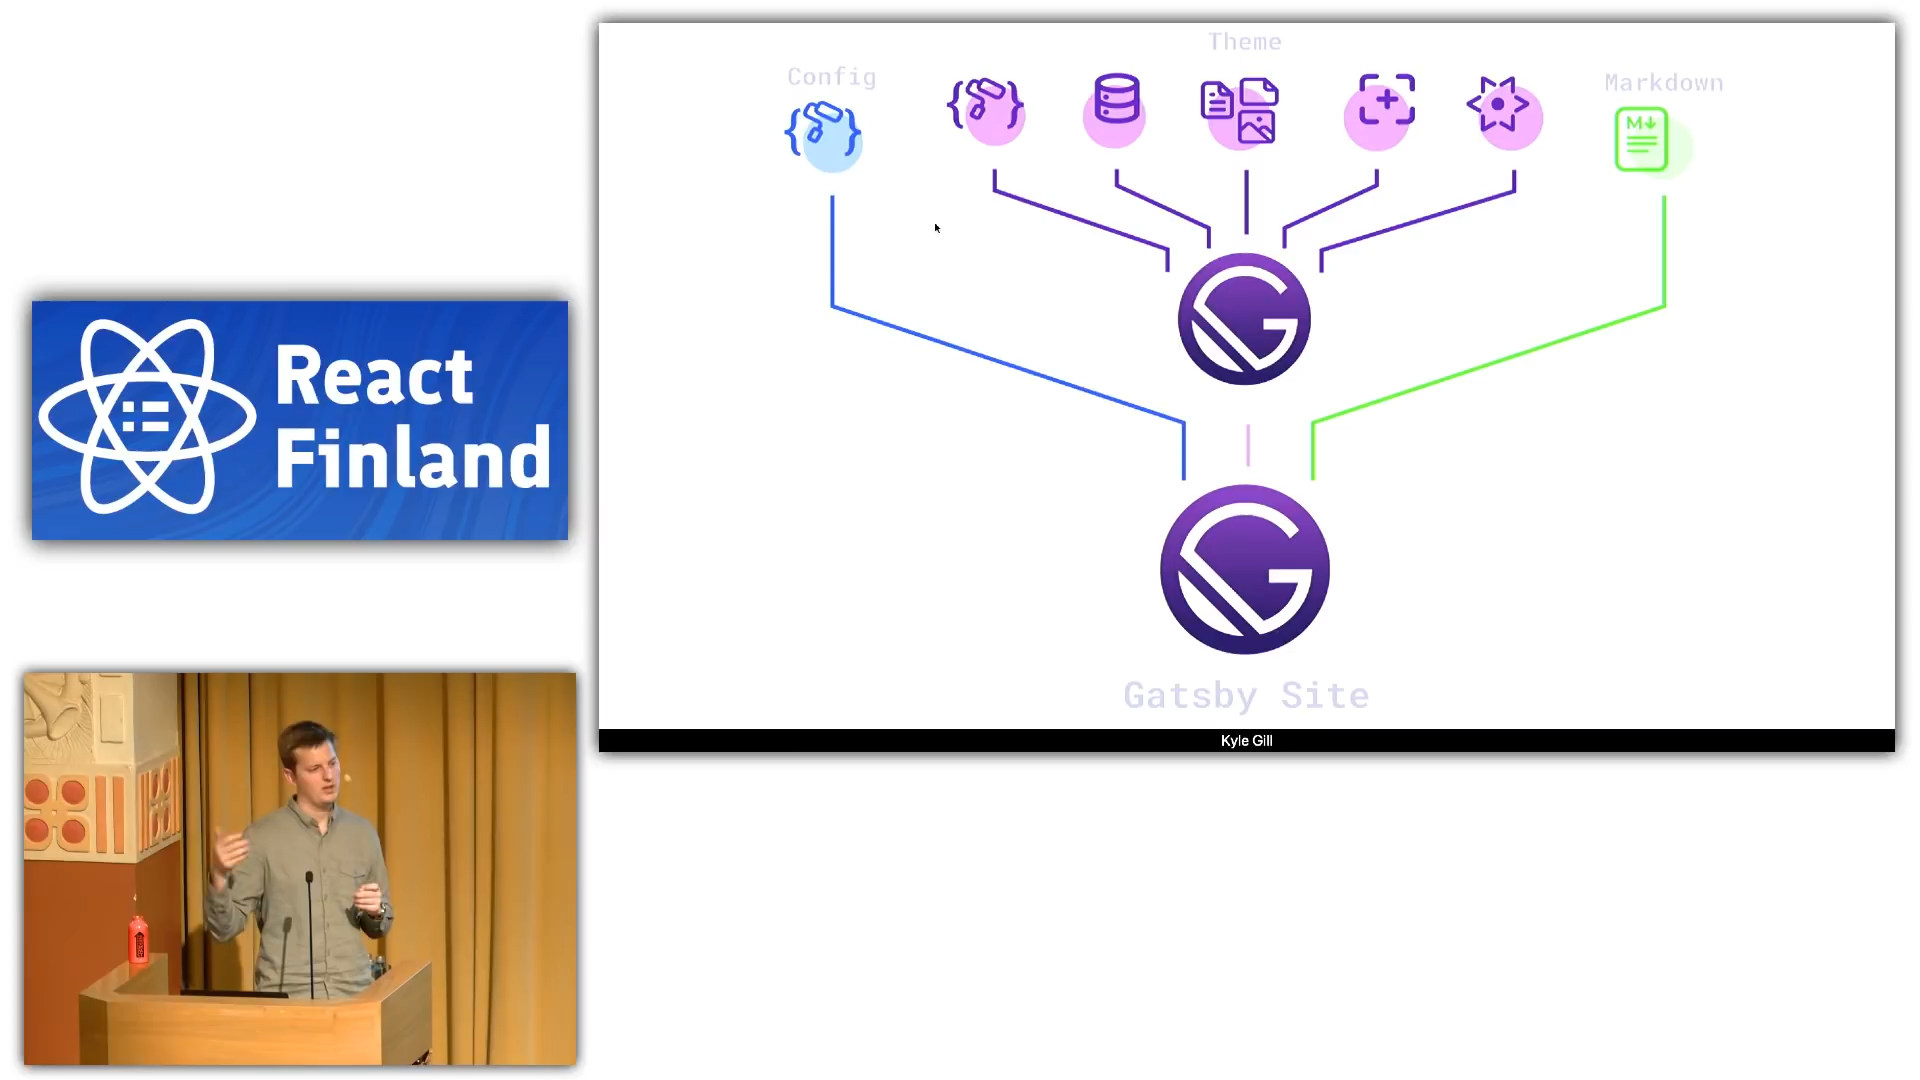 Theme
Config
Markdown
M
React
Finland
Gatsby Site
Kyle Gill